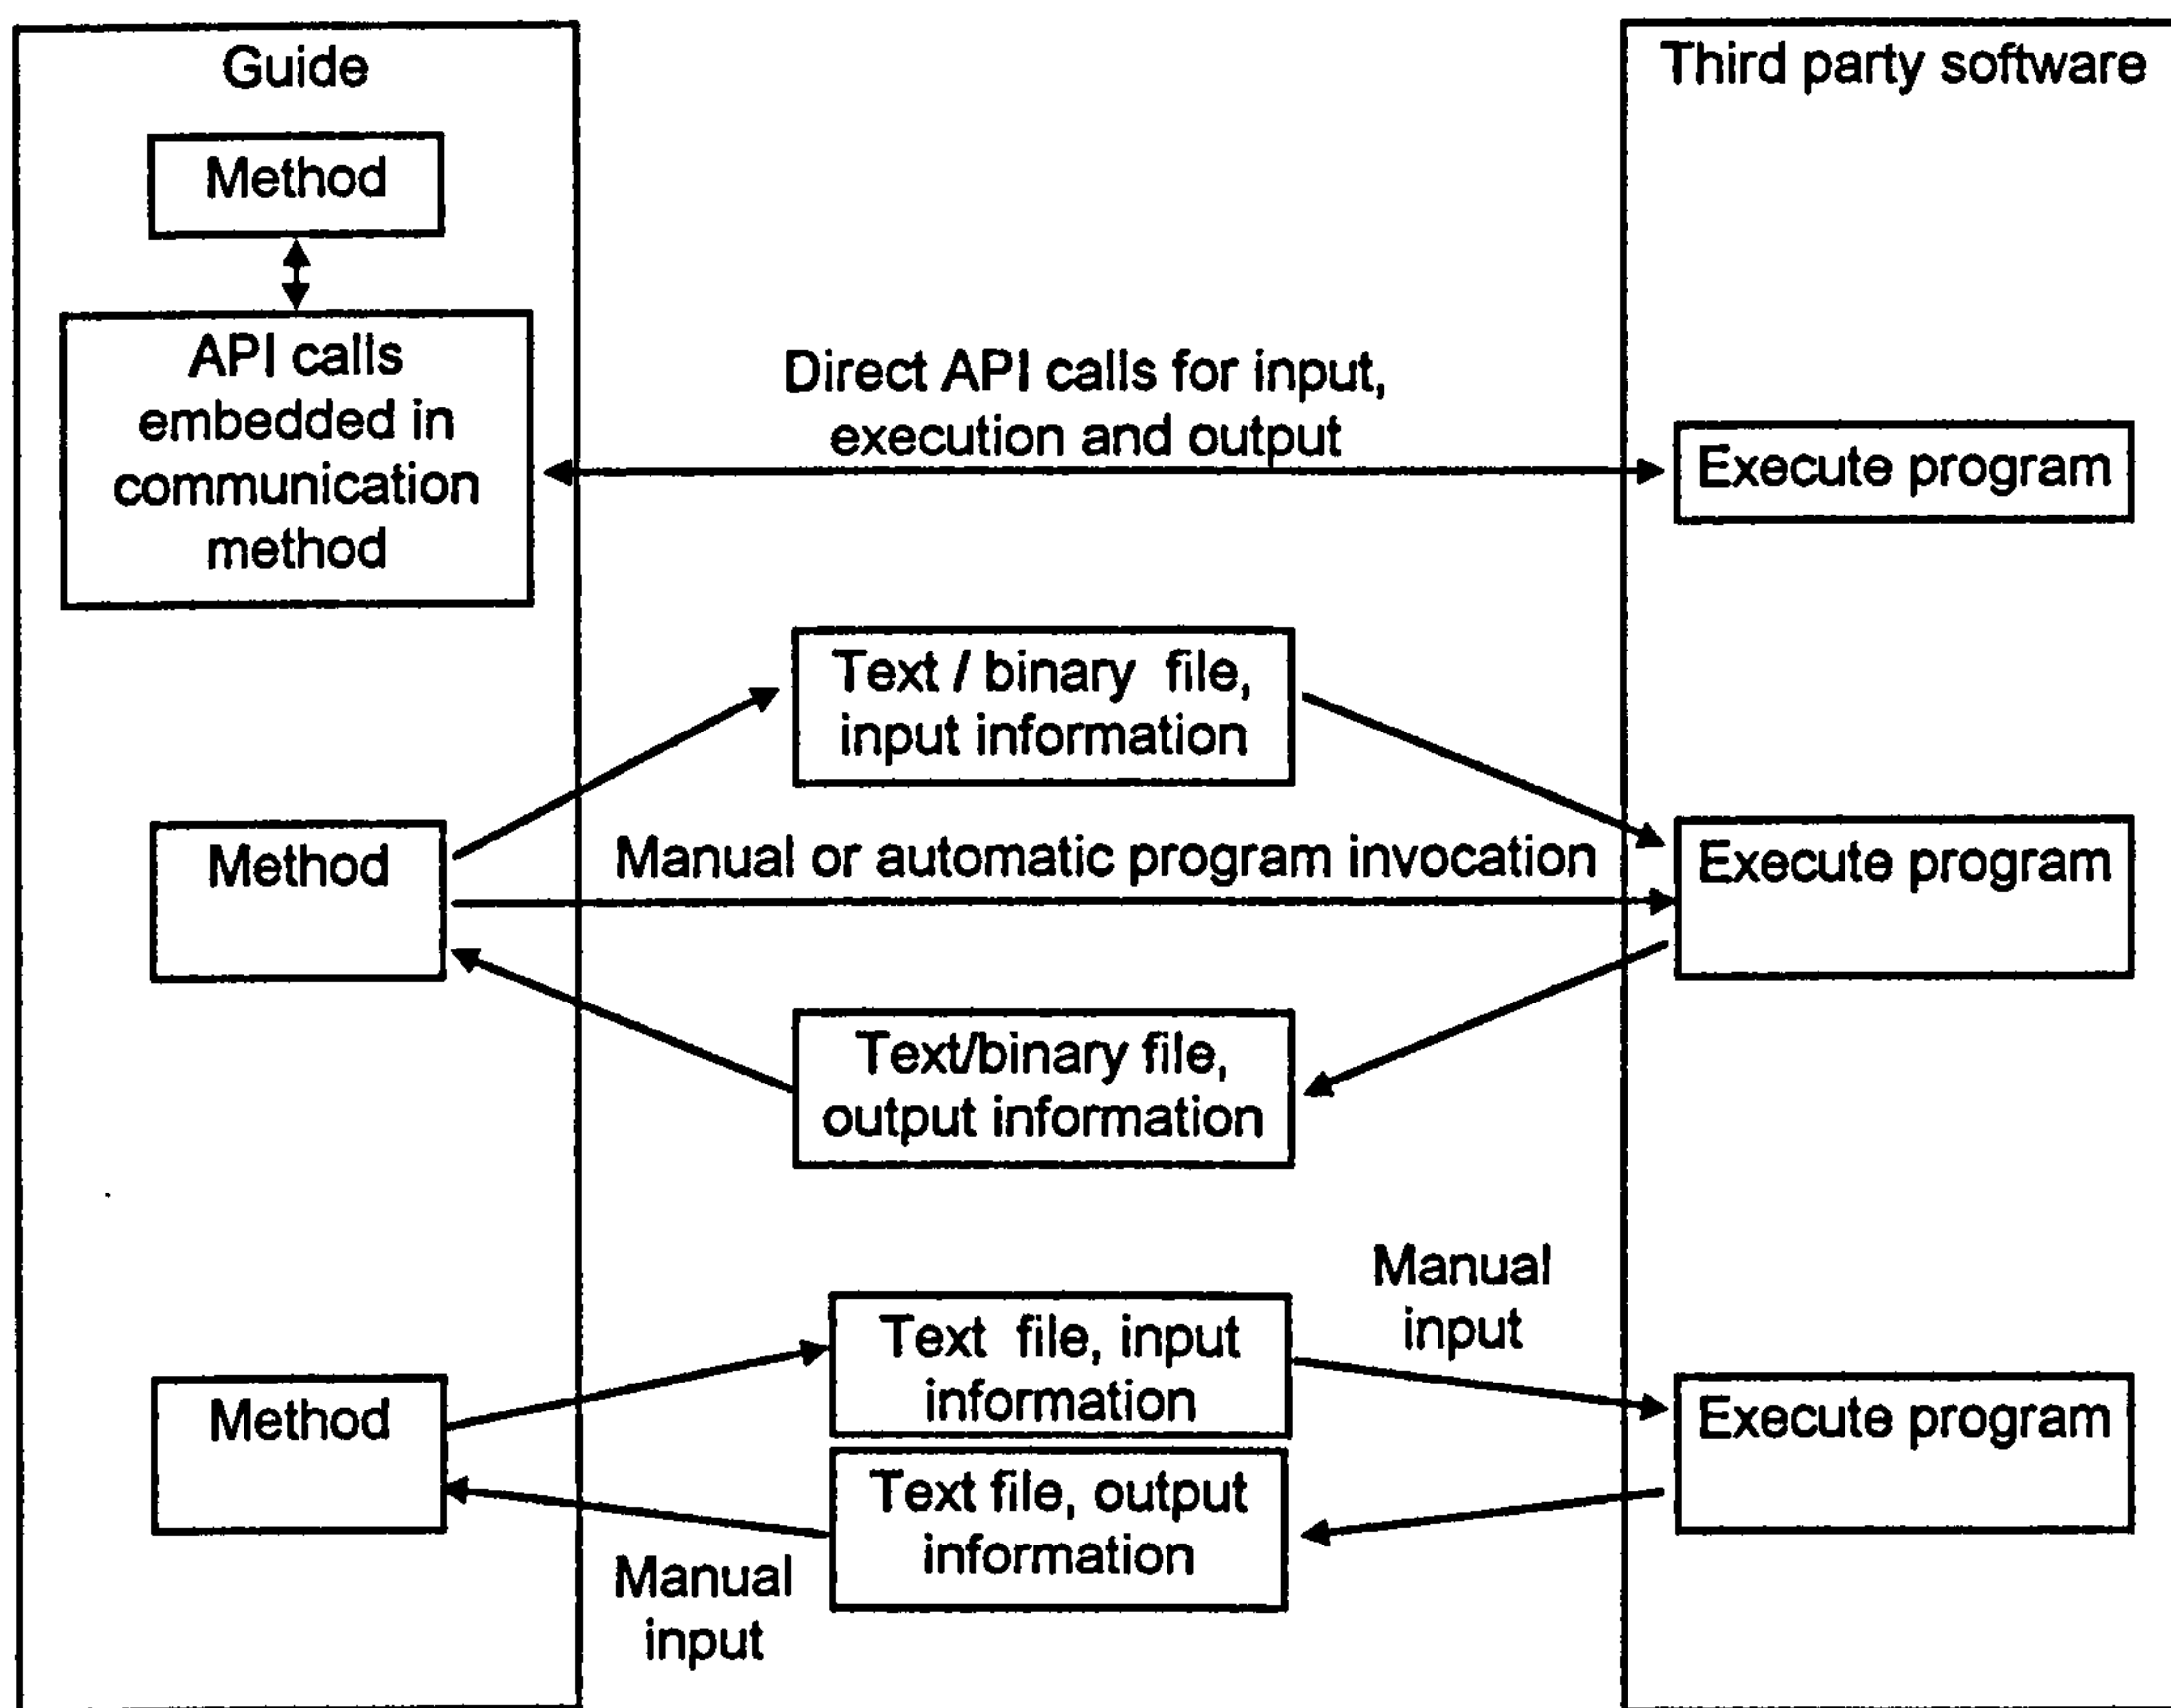 Guide
Third party software
Method
API calls
embedded in
communication
method
Direct API calls for input,
execution and output
Execute program
Text / binary file,
input information
Method
Manual or automatic program invocation
Execute program
Text/binary file,
output information
Manual
input
Text file, input
information
Method
Execute program
Text file, output
information
Manual
input